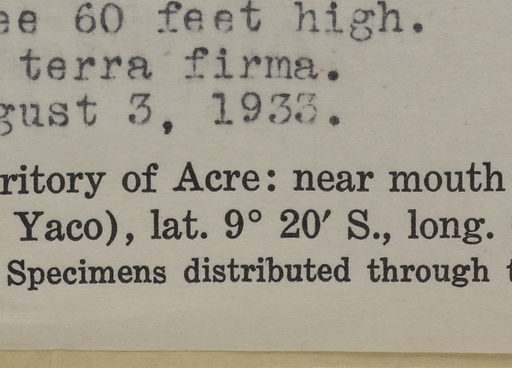 ee 60 feet high.
terra firma.
gust 3, 1933.
ritory of Acre: near mouth
Yaco), lat. 9° 20′ S., long.
Specimens distributed through t